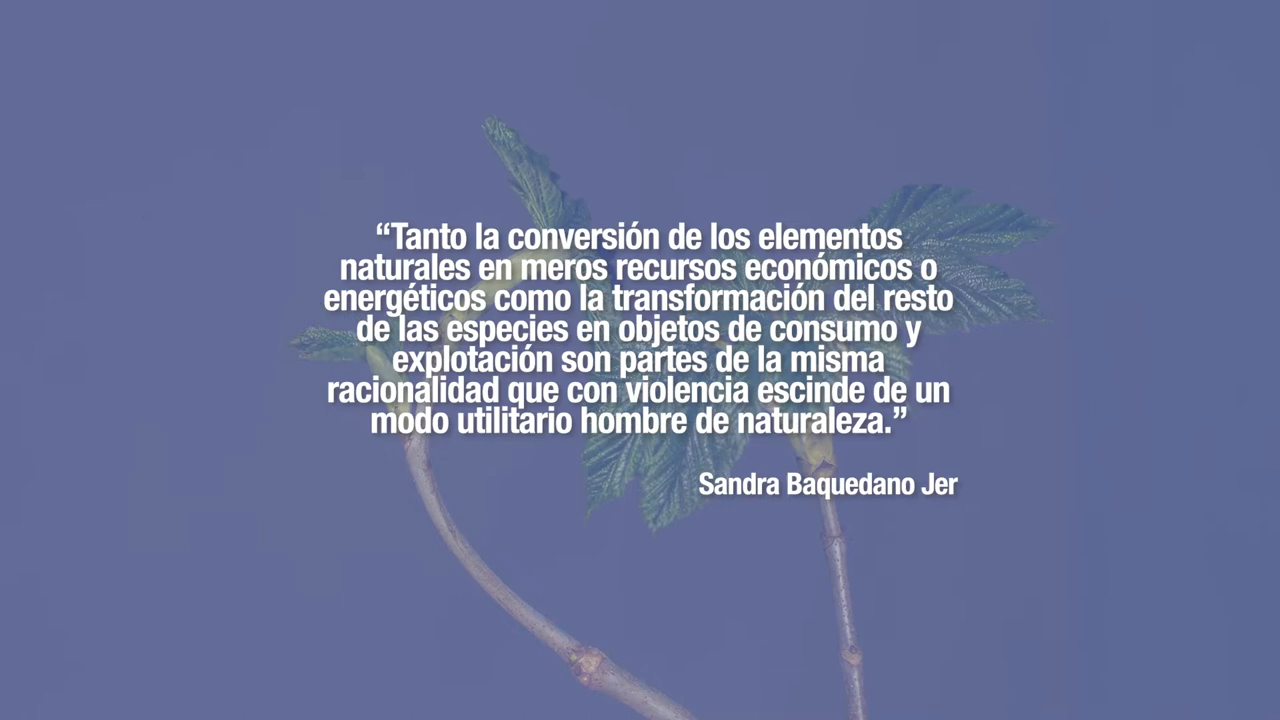 “Tanto la conversión de los elementos
naturales en meros recursos económicos o
energéticos como la transformación del resto
de las especies en objetos de consumo y
explotación son partes de la misma
racionalidad que con violencia escinde de un
modo utilitario hombre de naturaleza.”
Sandra Baquedano Jer